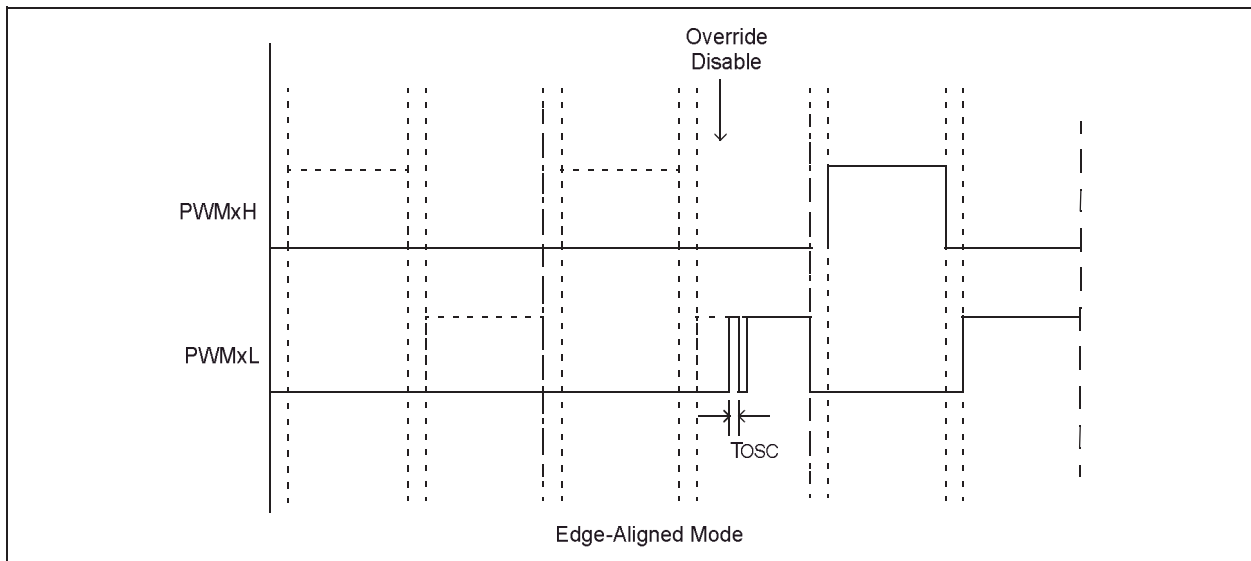 Override
Disable
PWMxH
PWMxL
TOSC
Edge-Aligned Mode